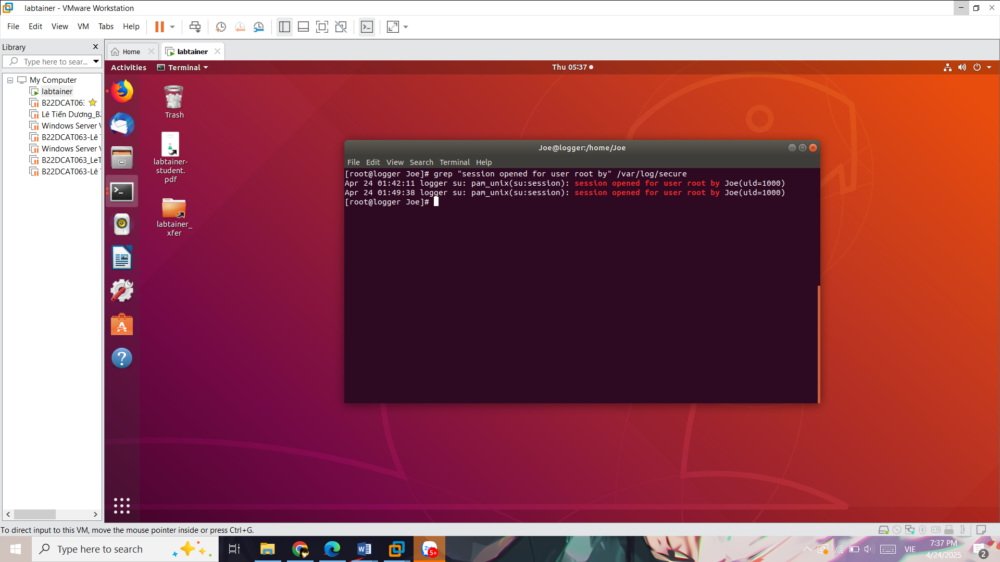 labtainer - VMware Workstation
File Edit View VM Tabs Help
Library
Type here to sear...
Home
labtainer
My Computer
labtainer
B22DCAT06
Lê Tiến Dương_B
Windows Server
B22DCAT063-Lê
Windows Server
B22DCAT063_LeT
B22DCAT063-Lê
Activities
Terminal
Thu 05:37
Trash
labtainer-
student.
pdf
labtainer_
xfer
Joe@logger:/home/Joe
File Edit View Search Terminal Help
[root@logger Joe]# grep "session opened for user root by" /var/log/secure
Apr 24 01:42:11 logger su: pam_unix(su:session): session opened for user root by Joe(uid=1000)
Apr 24 01:49:38 logger su: pam_unix(su:session): session opened for user root by Joe(uid=1000)
[root@logger Joe]#
To direct input to this VM, move the mouse pointer inside or press Ctrl+G.
Type here to search
5+
VIE
7:37 PM
4/24/2025
2